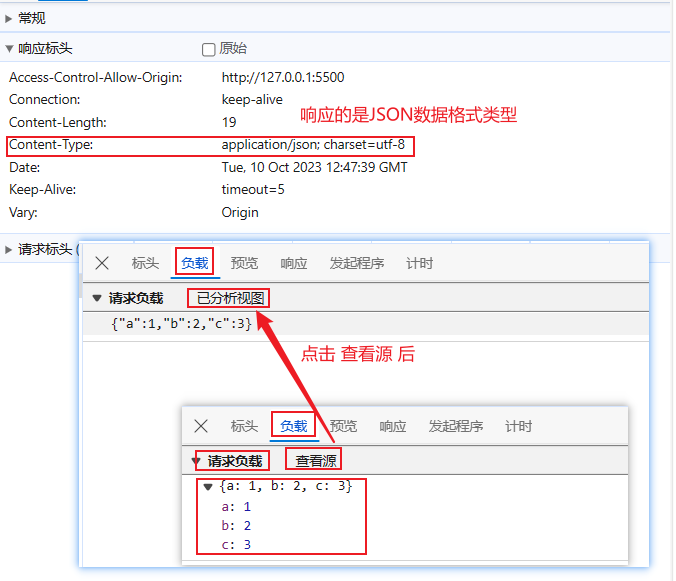 常规
响应标头 原始
Access-Control-Allow-Origin: http://127.0.0.1:5500
Connection: keep-alive
Content-Length: 19
响应的是JSON数据格式类型
Content-Type: application/json; charset=utf-8
Date: Tue, 10 Oct 2023 12:47:39 GMT
Keep-Alive: timeout=5
Vary: Origin
请求标头 (
标头 负载 预览 响应 发起程序 计时
请求负载 已分析视图
{"a":1,"b":2,"c":3}
点击 查看源 后
标头 负载 预览 响应 发起程序 计时
请求负载 查看源
{a: 1, b: 2, c: 3}
a: 1
b: 2
c: 3